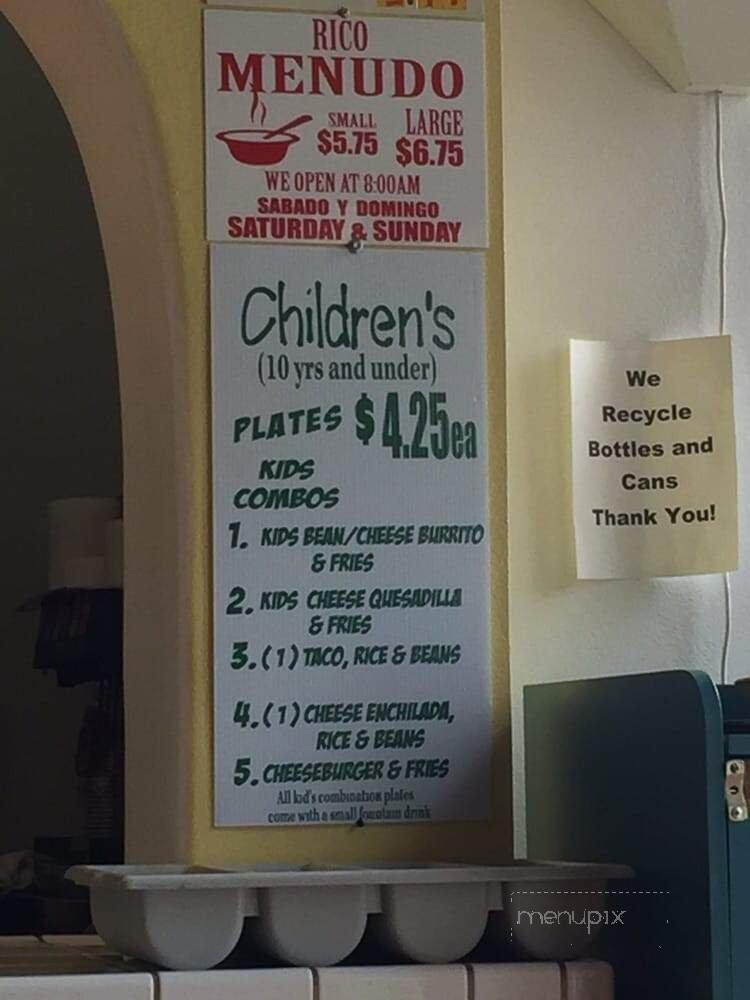 RICO
MENUDO
SMALL LARGE
$5.75 $6.75
WE OPEN AT 8:00AM
SABADO Y DOMINGO
SATURDAY & SUNDAY
Children's
(10 yrs and under)
PLATES $4.25ea
KIDS
COMBOS
1. KIDS BEAN/CHEESE BURRITO
& FRIES
2. KIDS CHEESE QUESADILLA
& FRIES
3. (1) TACO, RICE & BEANS
4. (1) CHEESE ENCHILADA,
RICE & BEANS
5. CHEESEBURGER & FRIES
All kid's combination plates
come with a small fountain drink
We
Recycle
Bottles and
Cans
Thank You!
menupix